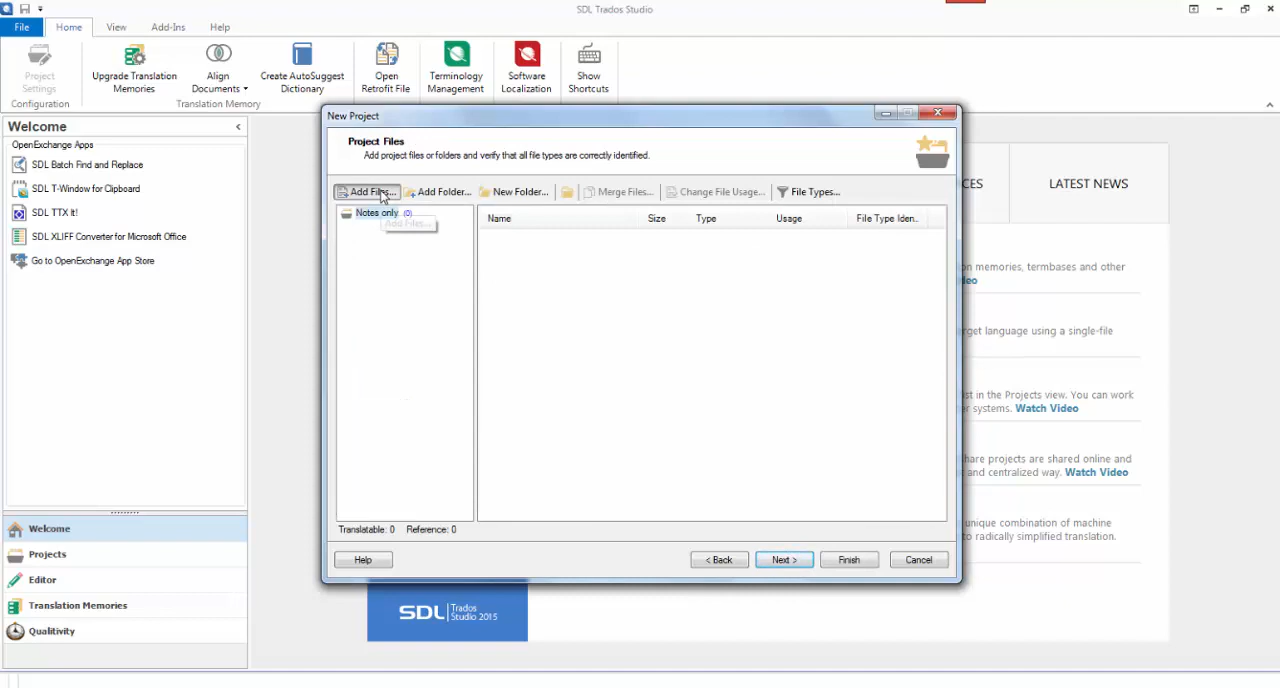 SDL Trados Studio
File Home View Add-Ins Help
Project Settings
Upgrade Translation Memories
Align Documents
Create AutoSuggest Dictionary
Open Retrofit File
Terminology Management
Software Localization
Show Shortcuts
Configuration
Translation Memory
Welcome
OpenExchange Apps
SDL Batch Find and Replace
SDL T-Window for Clipboard
SDL TTX It!
SDL XLIFF Converter for Microsoft Office
Go to OpenExchange App Store
Welcome
Projects
Editor
Translation Memories
Qualitivity
New Project
Project Files
Add project files or folders and verify that all file types are correctly identified.
Add Files... Add Folder... New Folder... Merge Files... Change File Usage... File Types...
Notes only (0)
Add Files...
Name Size Type Usage File Type Iden..
Translatable: 0 Reference: 0
Help < Back Next > Finish Cancel
CES LATEST NEWS
on memories, termbases and other
deo
rget language using a single-file
ist in the Projects view. You can work
r systems. Watch Video
hare projects are shared online and
t and centralized way. Watch Video
unique combination of machine
to radically simplified translation.
SDL Trados Studio 2015